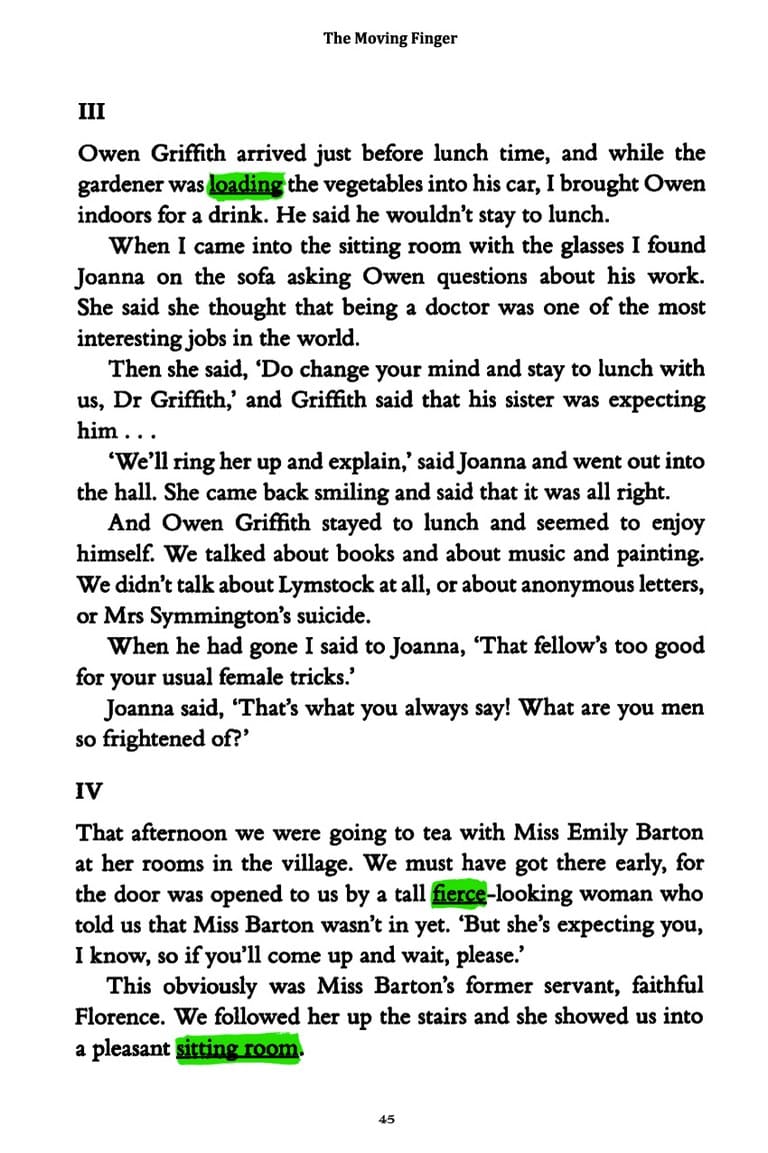 The Moving Finger
III
Owen Griffith arrived just before lunch time, and while the
gardener was loading the vegetables into his car, I brought Owen
indoors for a drink. He said he wouldn’t stay to lunch.
When I came into the sitting room with the glasses I found
Joanna on the sofa asking Owen questions about his work.
She said she thought that being a doctor was one of the most
interesting jobs in the world.
Then she said, ‘Do change your mind and stay to lunch with
us, Dr Griffith,’ and Griffith said that his sister was expecting
him . . .
‘We’ll ring her up and explain,’ said Joanna and went out into
the hall. She came back smiling and said that it was all right.
And Owen Griffith stayed to lunch and seemed to enjoy
himself. We talked about books and about music and painting.
We didn’t talk about Lymstock at all, or about anonymous letters,
or Mrs Symmington’s suicide.
When he had gone I said to Joanna, ‘That fellow’s too good
for your usual female tricks.’
Joanna said, ‘That’s what you always say! What are you men
so frightened of?’
IV
That afternoon we were going to tea with Miss Emily Barton
at her rooms in the village. We must have got there early, for
the door was opened to us by a tall fierce-looking woman who
told us that Miss Barton wasn’t in yet. ‘But she’s expecting you,
I know, so if you’ll come up and wait, please.’
This obviously was Miss Barton’s former servant, faithful
Florence. We followed her up the stairs and she showed us into
a pleasant sitting room.
45